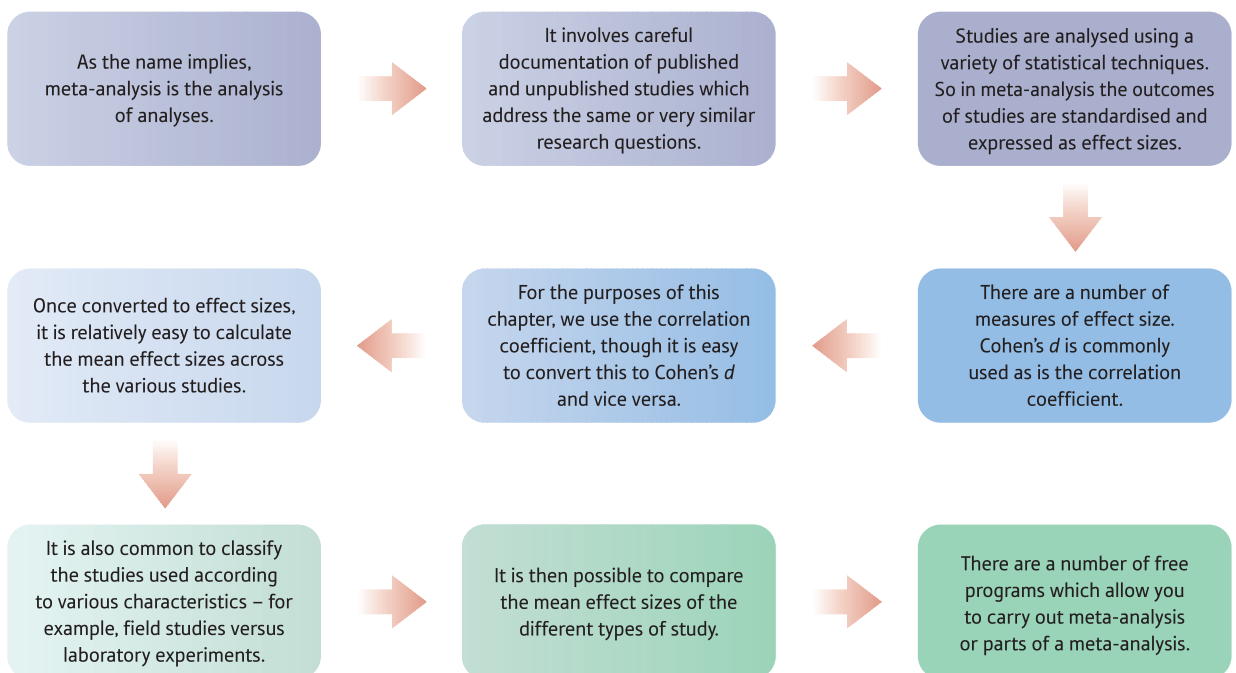 As the name implies,
meta-analysis is the analysis
of analyses.
It involves careful
documentation of published
and unpublished studies which
address the same or very similar
research questions.
Studies are analysed using a
variety of statistical techniques.
So in meta-analysis the outcomes
of studies are standardised and
expressed as effect sizes.
There are a number of
measures of effect size.
Cohen's d is commonly
used as is the correlation
coefficient.
For the purposes of this
chapter, we use the correlation
coefficient, though it is easy
to convert this to Cohen's d
and vice versa.
Once converted to effect sizes,
it is relatively easy to calculate
the mean effect sizes across
the various studies.
It is also common to classify
the studies used according
to various characteristics – for
example, field studies versus
laboratory experiments.
It is then possible to compare
the mean effect sizes of the
different types of study.
There are a number of free
programs which allow you
to carry out meta-analysis
or parts of a meta-analysis.